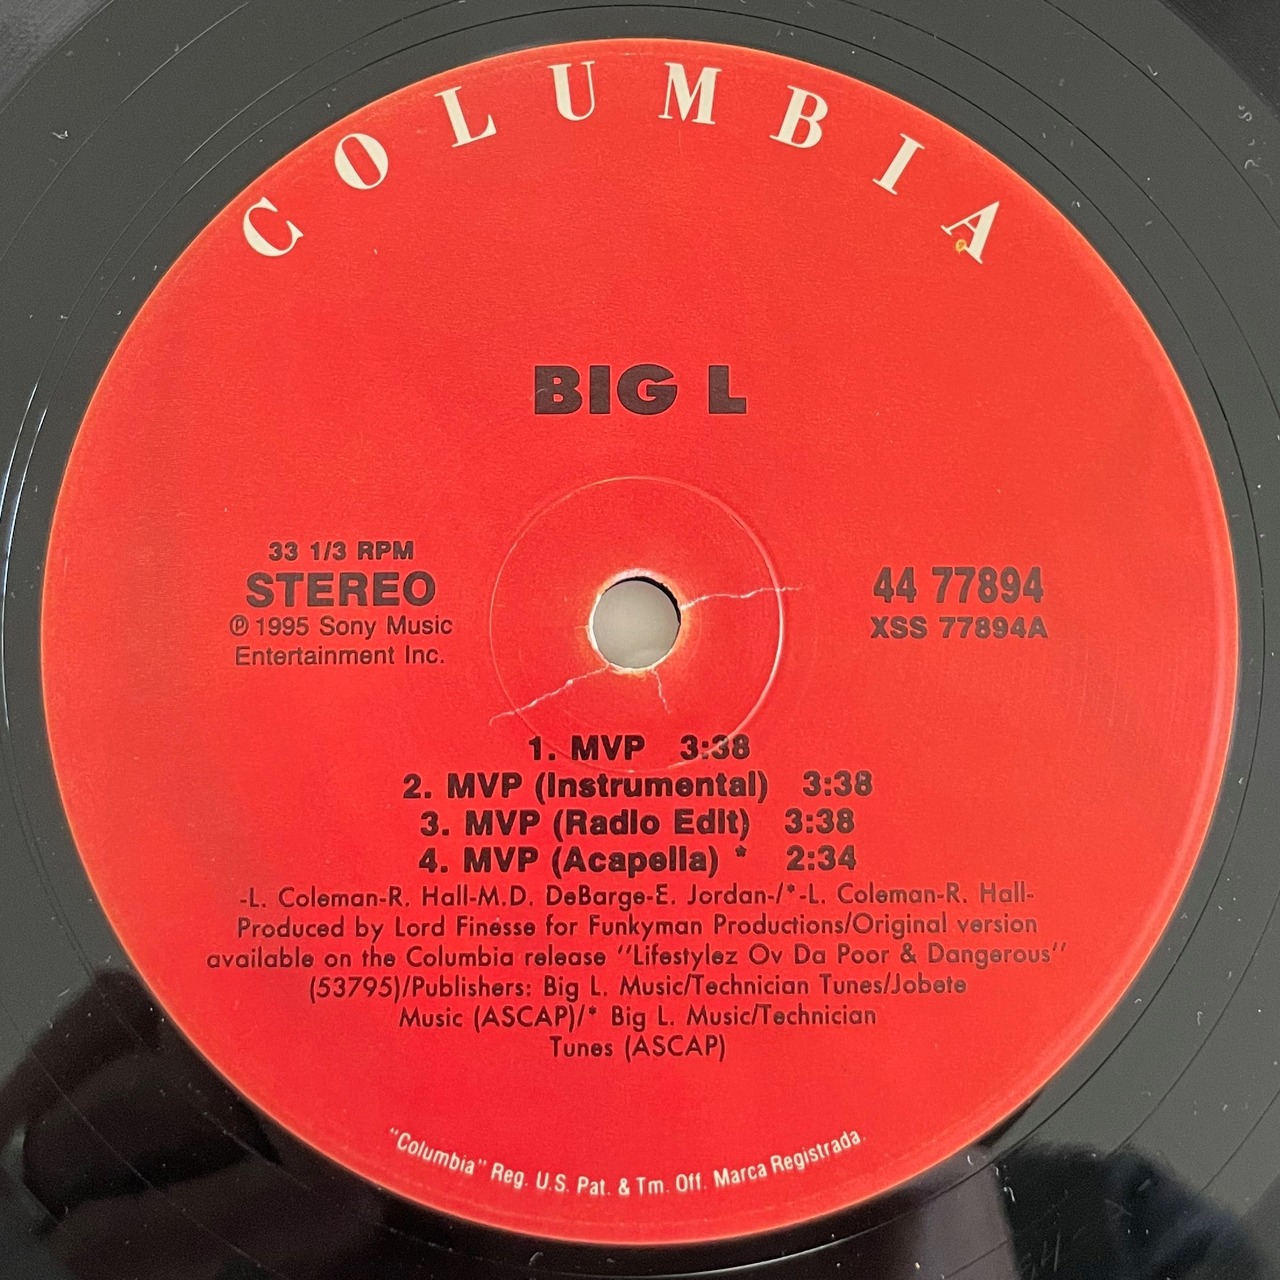 COLUMBIA
BIG L
33 1/3 RPM
STEREO
℗ 1995 Sony Music
Entertainment Inc.
44 77894
XSS 77894A
1. MVP 3:38
2. MVP (Instrumental) 3:38
3. MVP (Radio Edit) 3:38
4. MVP (Acapella) * 2:34
-L. Coleman-R. Hall-M.D. DeBarge-E. Jordan-/*-L. Coleman-R. Hall-
Produced by Lord Finesse for Funkyman Productions/Original version
available on the Columbia release "Lifestylez Ov Da Poor & Dangerous"
(53795)/Publishers: Big L. Music/Technician Tunes/Jobete
Music (ASCAP)/* Big L. Music/Technician
Tunes (ASCAP)
"Columbia" Reg. U.S. Pat. & Tm. Off. Marca Registrada.